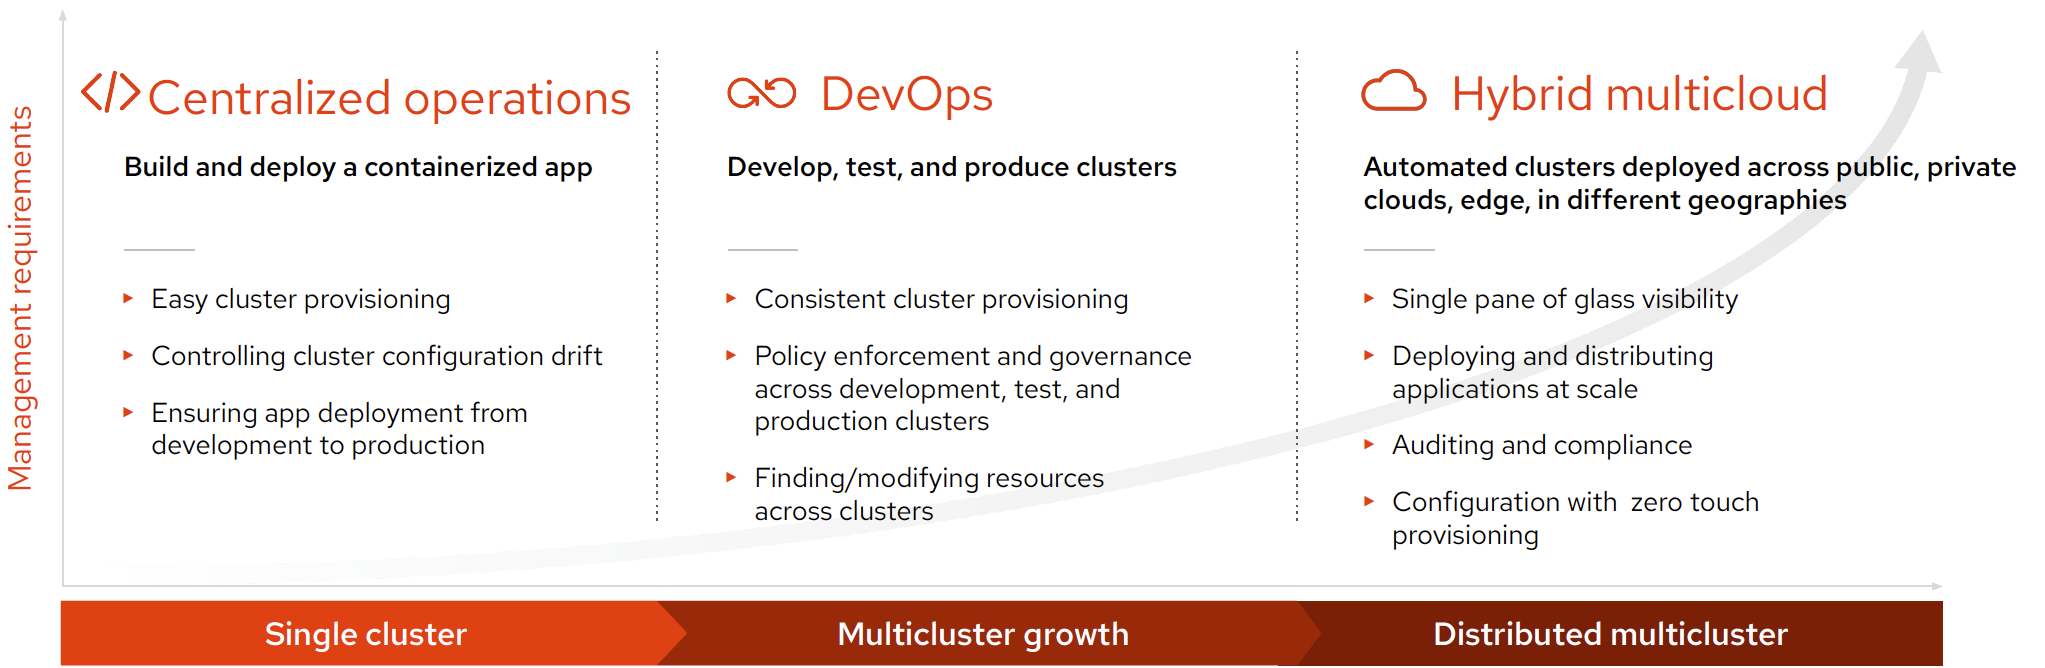 Management requirements
</> Centralized operations
Build and deploy a containerized app
Easy cluster provisioning
Controlling cluster configuration drift
Ensuring app deployment from
development to production
DevOps
Develop, test, and produce clusters
Consistent cluster provisioning
Policy enforcement and governance
across development, test, and
production clusters
Finding/modifying resources
across clusters
Hybrid multicloud
Automated clusters deployed across public, private
clouds, edge, in different geographies
Single pane of glass visibility
Deploying and distributing
applications at scale
Auditing and compliance
Configuration with zero touch
provisioning
Single cluster
Multicluster growth
Distributed multicluster